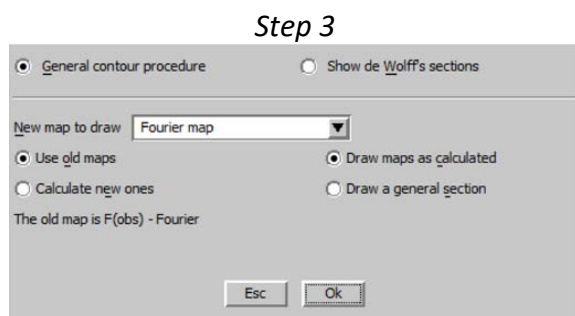 Step 3
General contour procedure Show de Wolff's sections
New map to draw Fourier map
Use old maps Draw maps as calculated
Calculate new ones Draw a general section
The old map is F(obs) - Fourier
Esc Ok